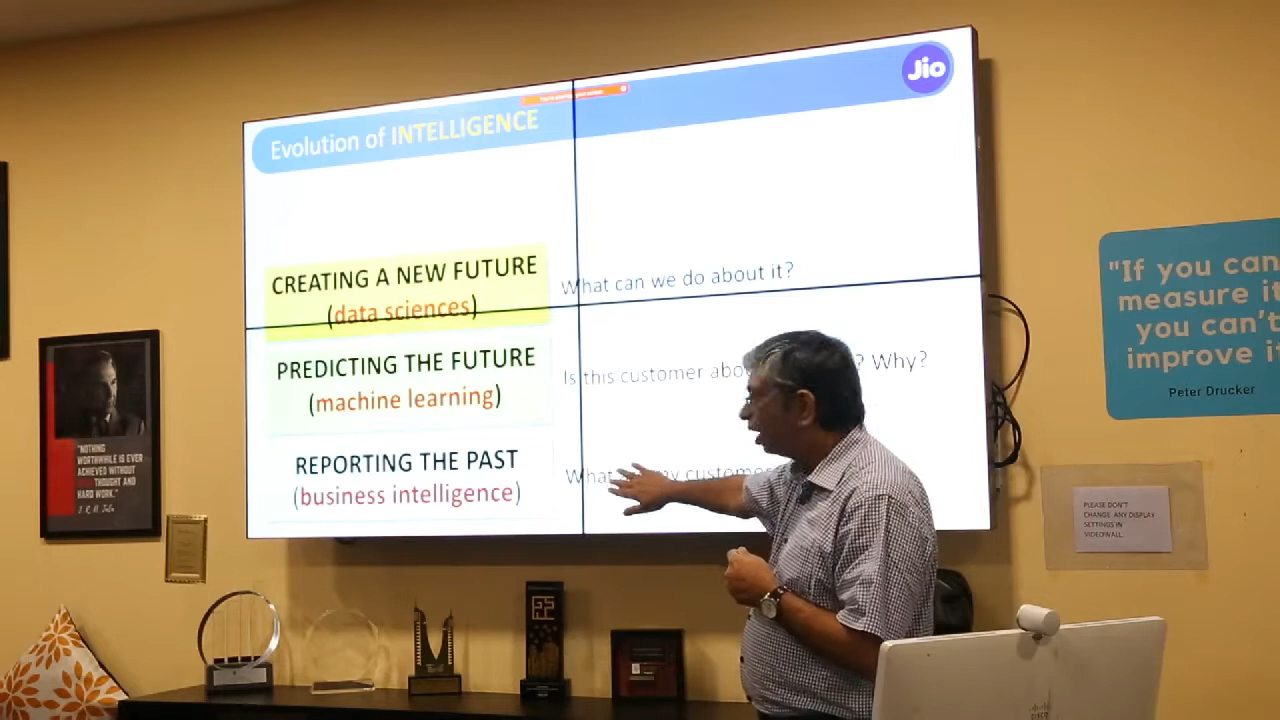 Jio
Evolution of INTELLIGENCE
CREATING A NEW FUTURE
(data sciences)
What can we do about it?
PREDICTING THE FUTURE
(machine learning)
Is this customer ? Why?
REPORTING THE PAST
(business intelligence)
What my
"If you can
measure it
you can't
improve it
Peter Drucker
"NOTHING
WORTHWHILE IS EVER
ACHIEVED WITHOUT
THOUGHT AND
HARD WORK."
PLEASE DON'T
CHANGE ANY DISPLAY
SETTINGS IN
VIDEOWALL.
CISCO